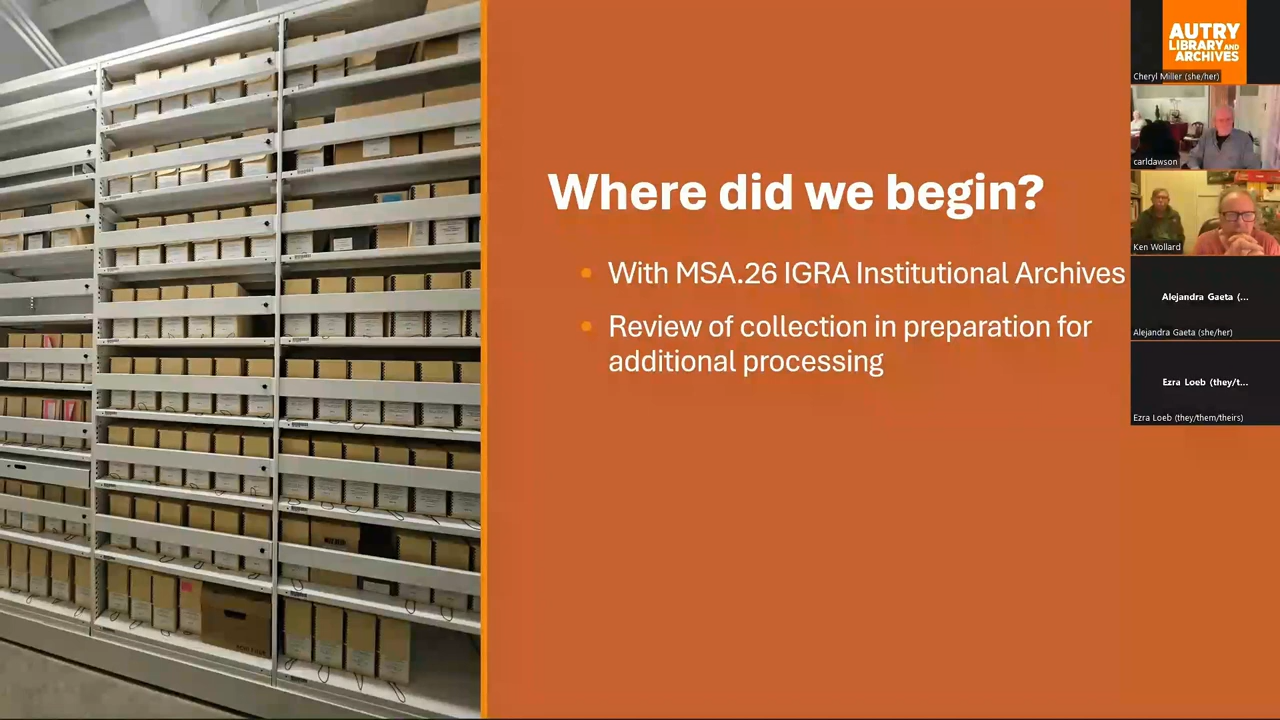 Where did we begin?
With MSA.26 IGRA Institutional Archives
Review of collection in preparation for
additional processing
AUTRY
LIBRARY AND
ARCHIVES
Cheryl Miller (she/her)
carldawson
Ken Wollard
Alejandra Gaeta (...
Alejandra Gaeta (she/her)
Ezra Loeb (they/t...
Ezra Loeb (they/them/theirs)